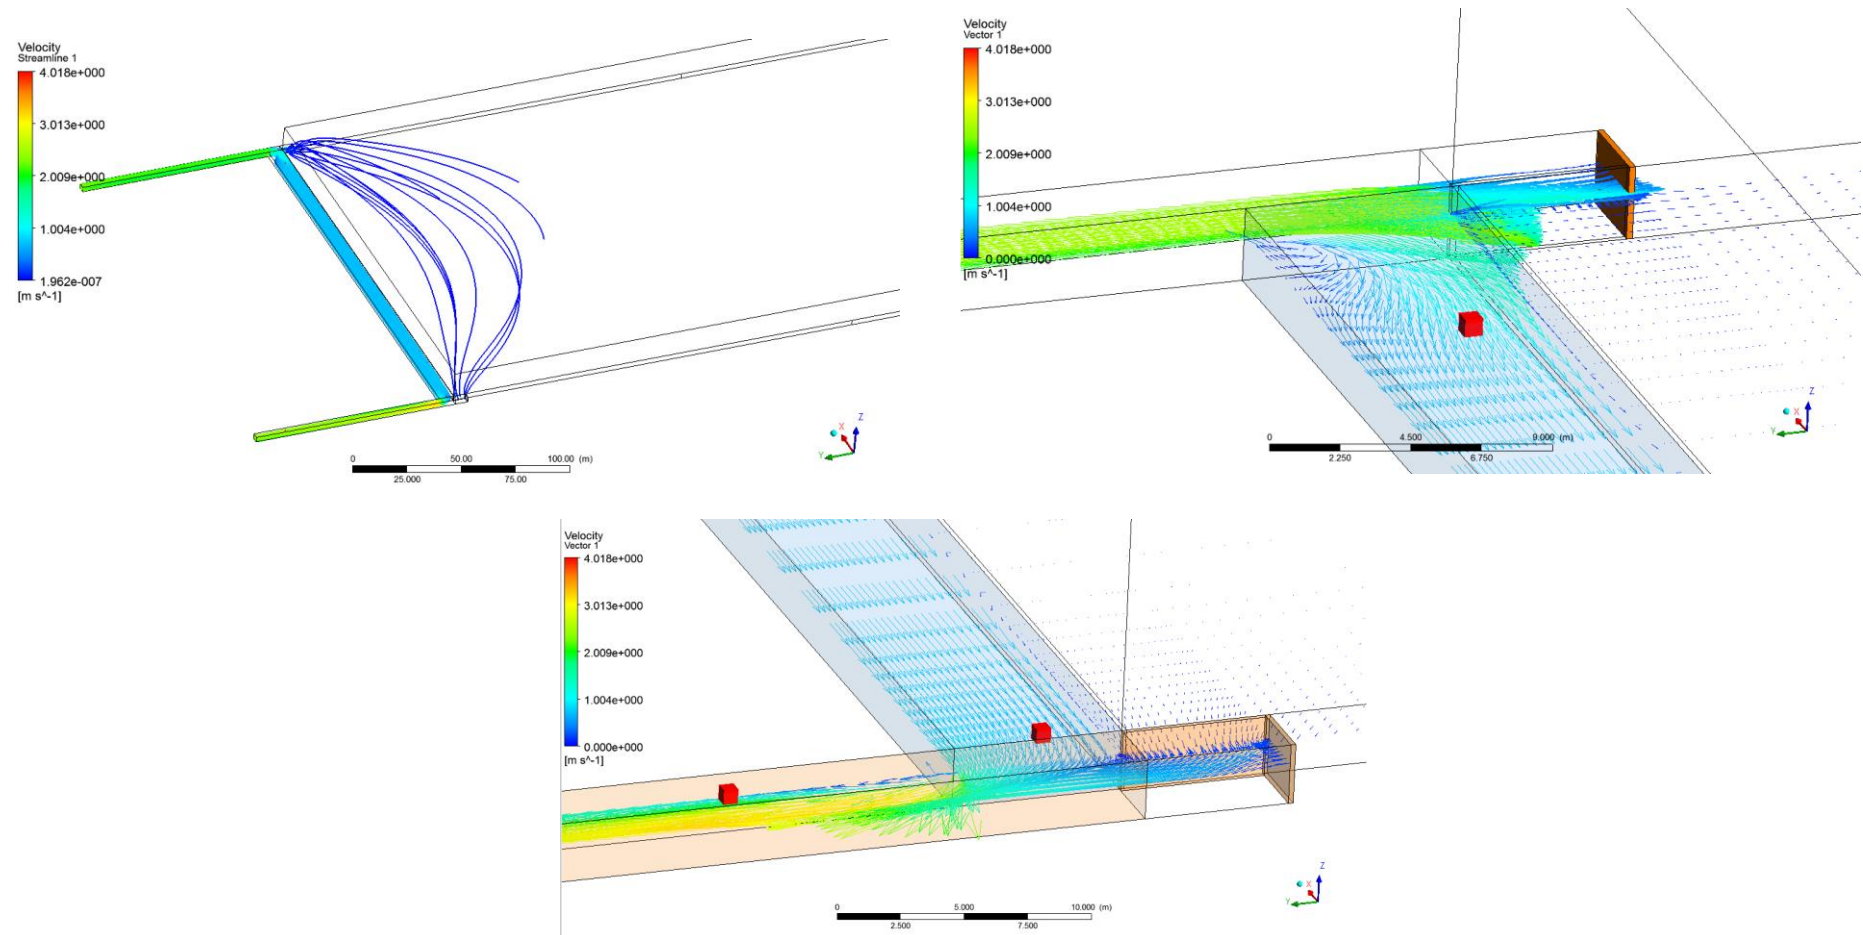 Velocity
Streamline 1
4.018e+000
3.013e+000
2.009e+000
1.004e+000
1.962e-007
[m s^-1]
0 50.00 100.00 (m)
25.000 75.00
Z
X
Y
Velocity
Vector 1
4.018e+000
3.013e+000
2.009e+000
1.004e+000
0.000e+000
[m s^-1]
0 4.500 9.000 (m)
2.250 6.750
Z
X
Y
Velocity
Vector 1
4.018e+000
3.013e+000
2.009e+000
1.004e+000
0.000e+000
[m s^-1]
0 5.000 10.000 (m)
2.500 7.500
Z
X
Y